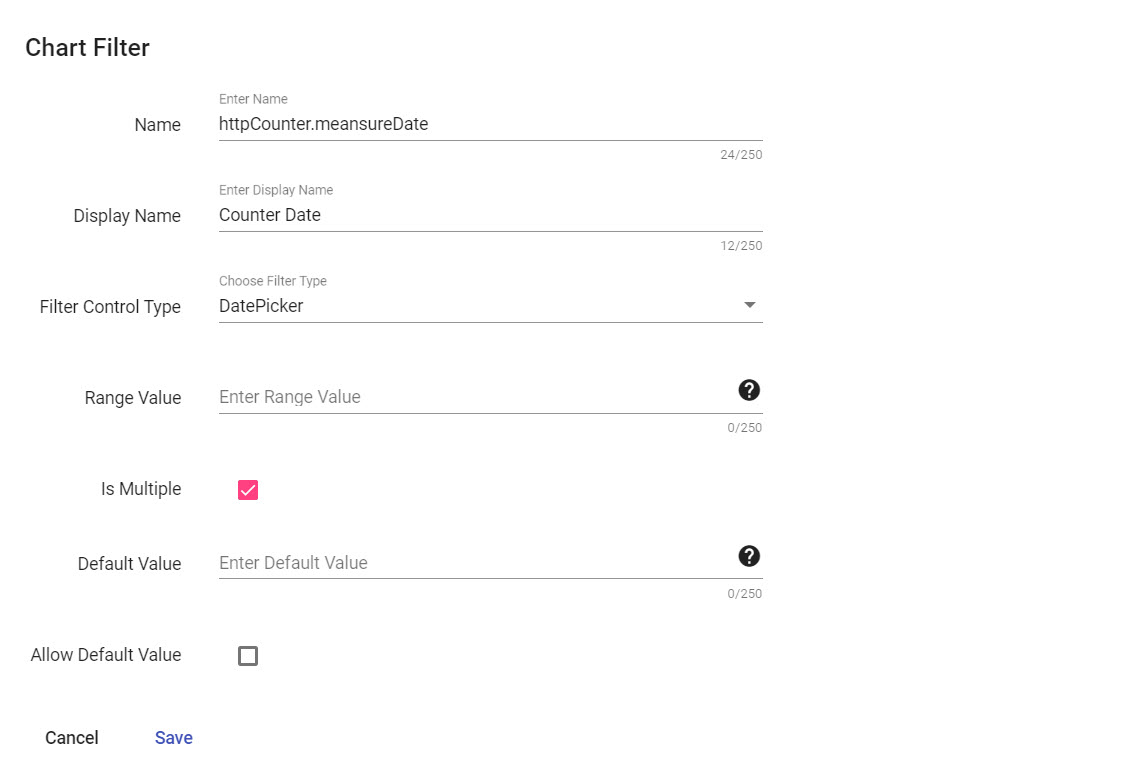 Chart Filter
Enter Name
Name
httpCounter.meansureDate
24/250
Enter Display Name
Display Name
Counter Date
12/250
Choose Filter Type
Filter Control Type
DatePicker
Range Value
Enter Range Value
?
0/250
Is Multiple
Default Value
Enter Default Value
?
0/250
Allow Default Value
Cancel
Save